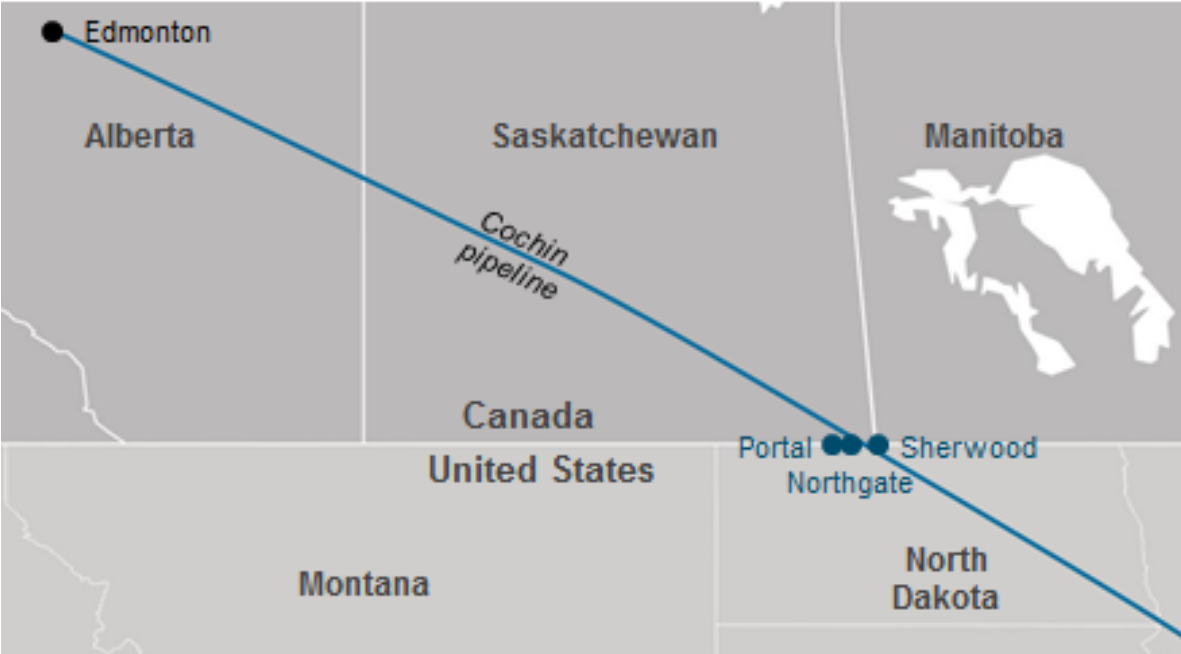 Edmonton
Alberta
Saskatchewan
Manitoba
Cochin
pipeline
Canada
Portal
Sherwood
United States
Northgate
North
Dakota
Montana